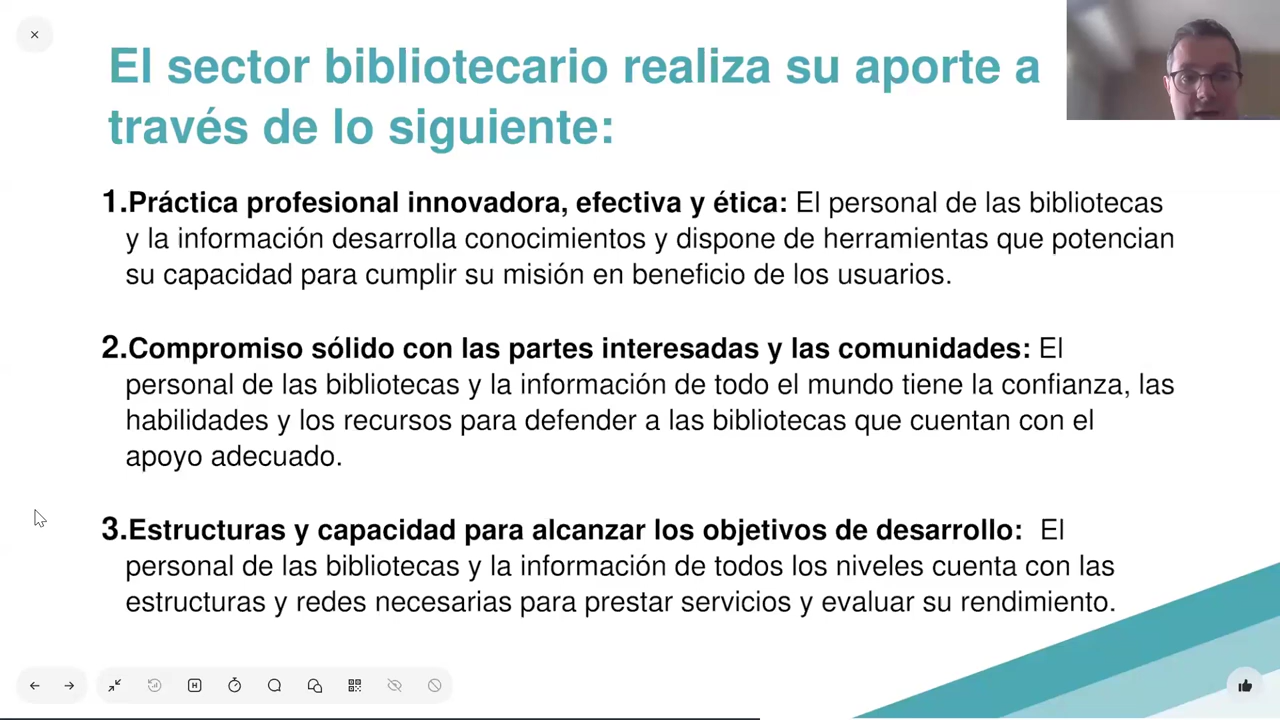 El sector bibliotecario realiza su aporte a
través de lo siguiente:
1.Práctica profesional innovadora, efectiva y ética: El personal de las bibliotecas
y la información desarrolla conocimientos y dispone de herramientas que potencian
su capacidad para cumplir su misión en beneficio de los usuarios.
2.Compromiso sólido con las partes interesadas y las comunidades: El
personal de las bibliotecas y la información de todo el mundo tiene la confianza, las
habilidades y los recursos para defender a las bibliotecas que cuentan con el
apoyo adecuado.
3.Estructuras y capacidad para alcanzar los objetivos de desarrollo: El
personal de las bibliotecas y la información de todos los niveles cuenta con las
estructuras y redes necesarias para prestar servicios y evaluar su rendimiento.